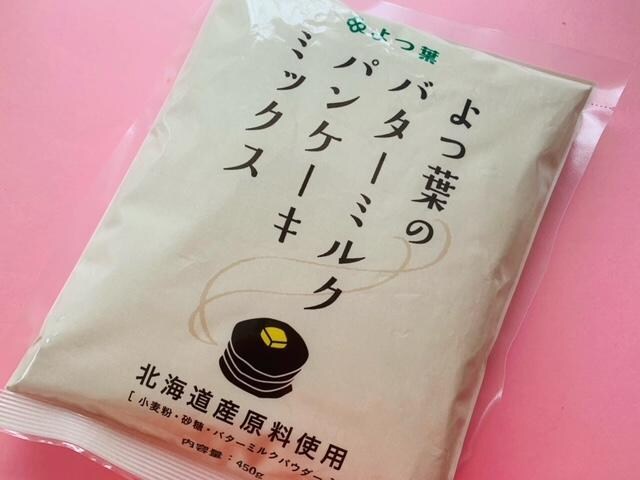 よつ葉
よつ葉の
バターミルク
パンケーキ
ミックス
北海道産原料使用
[ 小麦粉・砂糖・バターミルクパウダー ]
内容量：450g